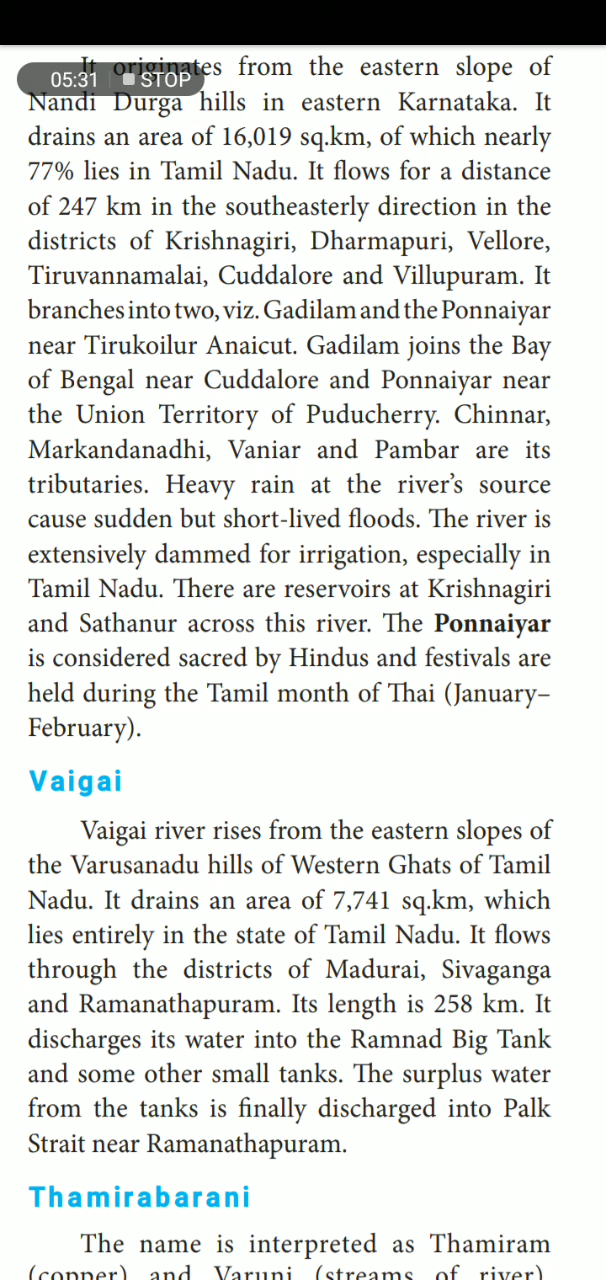 It originates from the eastern slope of
05:31 STOP
Nandi Durga hills in eastern Karnataka. It
drains an area of 16,019 sq.km, of which nearly
77% lies in Tamil Nadu. It flows for a distance
of 247 km in the southeasterly direction in the
districts of Krishnagiri, Dharmapuri, Vellore,
Tiruvannamalai, Cuddalore and Villupuram. It
branches into two, viz. Gadilam and the Ponnaiyar
near Tirukoilur Anaicut. Gadilam joins the Bay
of Bengal near Cuddalore and Ponnaiyar near
the Union Territory of Puducherry. Chinnar,
Markandanadhi, Vaniar and Pambar are its
tributaries. Heavy rain at the river’s source
cause sudden but short-lived floods. The river is
extensively dammed for irrigation, especially in
Tamil Nadu. There are reservoirs at Krishnagiri
and Sathanur across this river. The Ponnaiyar
is considered sacred by Hindus and festivals are
held during the Tamil month of Thai (January–
February).
Vaigai
Vaigai river rises from the eastern slopes of
the Varusanadu hills of Western Ghats of Tamil
Nadu. It drains an area of 7,741 sq.km, which
lies entirely in the state of Tamil Nadu. It flows
through the districts of Madurai, Sivaganga
and Ramanathapuram. Its length is 258 km. It
discharges its water into the Ramnad Big Tank
and some other small tanks. The surplus water
from the tanks is finally discharged into Palk
Strait near Ramanathapuram.
Thamirabarani
The name is interpreted as Thamiram
(copper) and Varuni (streams of river).